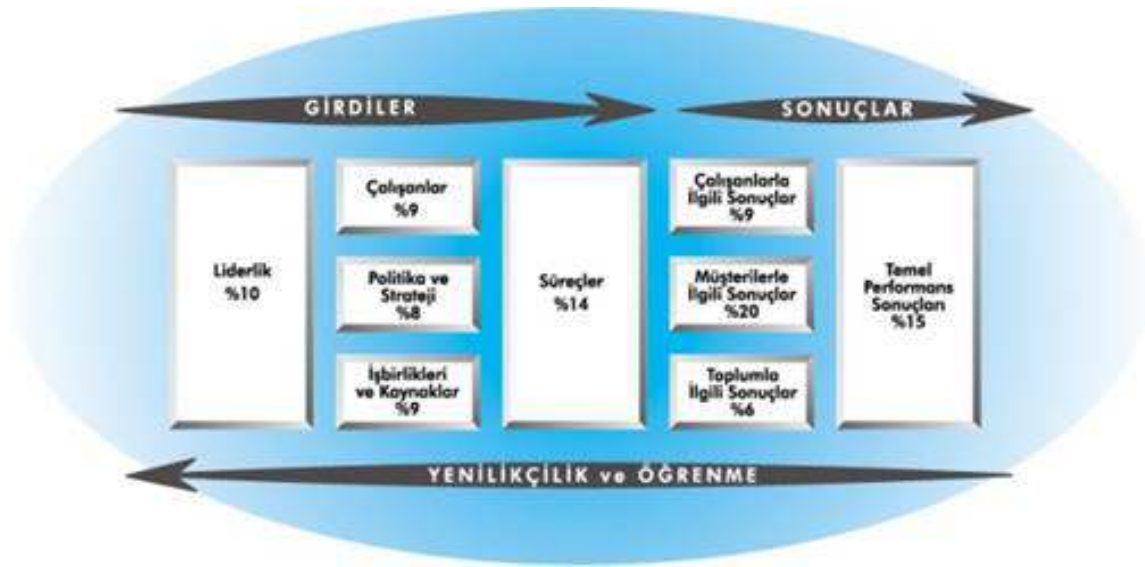 GİRDİLER
SONUÇLAR
Liderlik
%10
Çalışanlar
%9
Politika ve
Strateji
%8
İşbirlikleri
ve Kaynaklar
%9
Süreçler
%14
Çalışanlarla
İlgili Sonuçlar
%9
Müşterilerle
İlgili Sonuçlar
%20
Toplumla
İlgili Sonuçlar
%6
Temel
Performans
Sonuçları
%15
YENİLİKÇİLİK ve ÖĞRENME